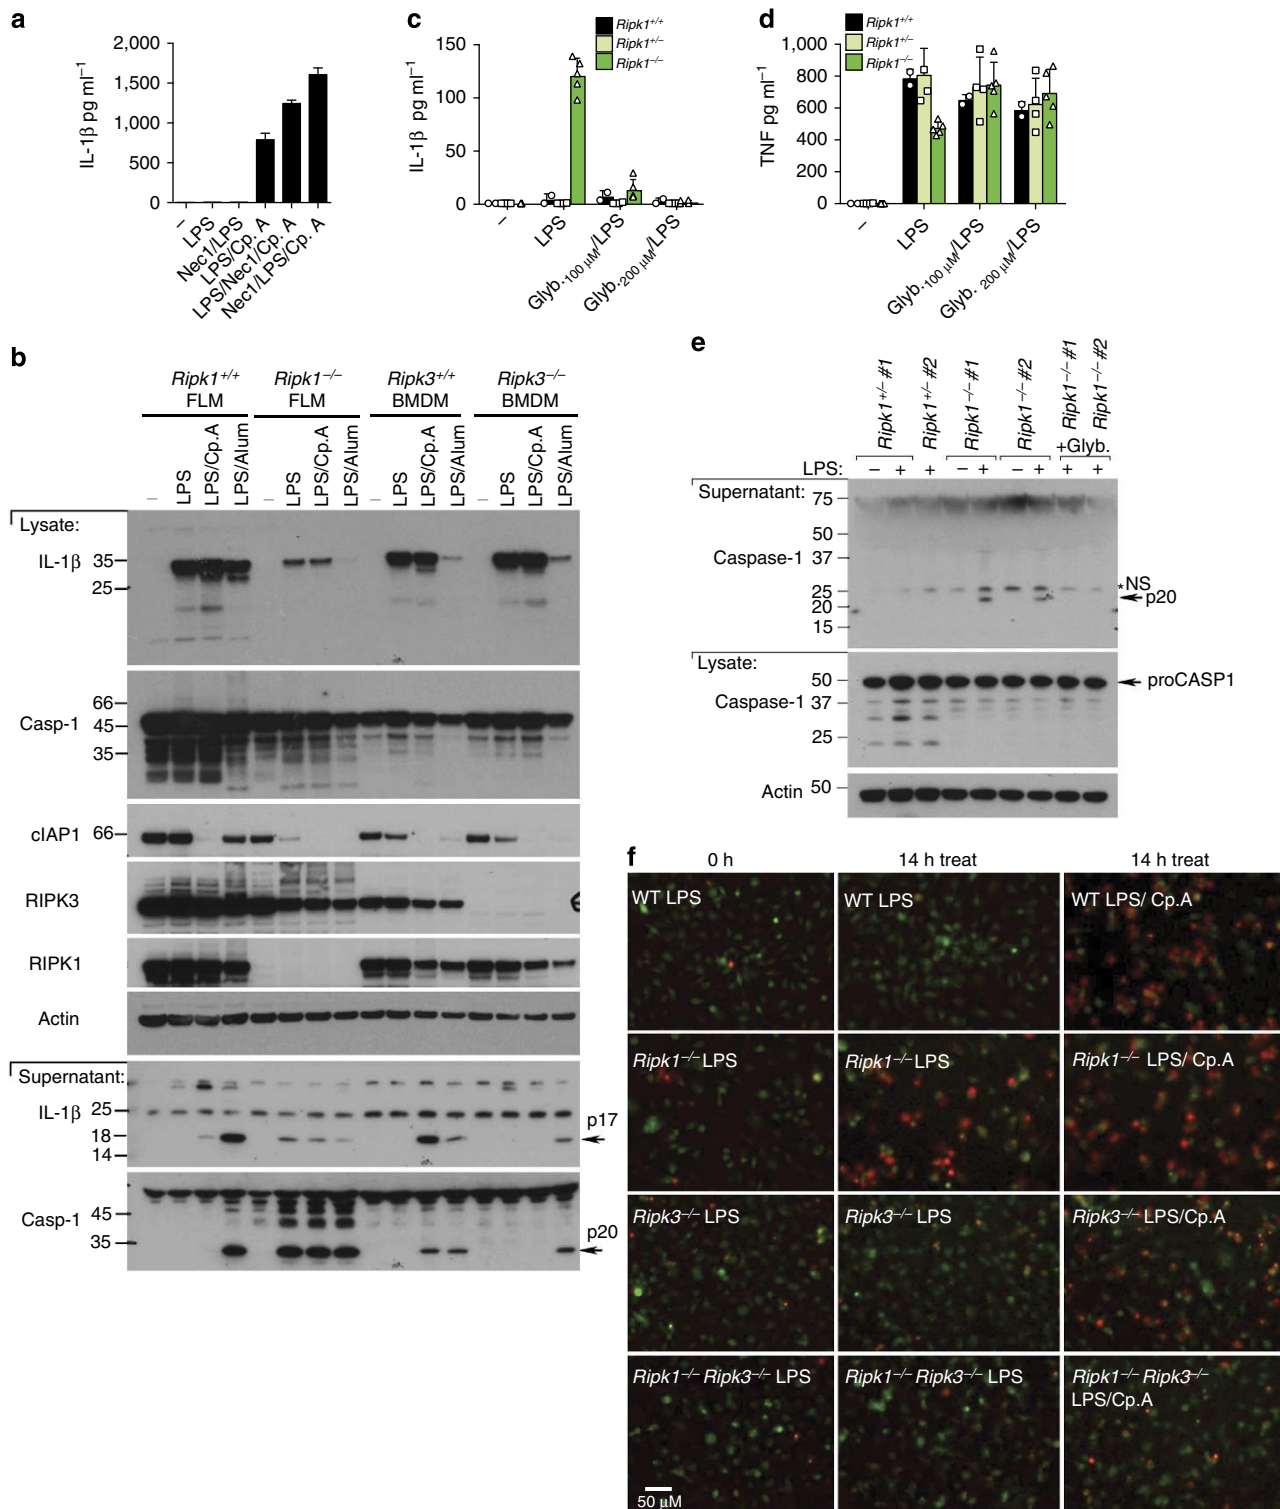 a
IL-1β pg ml⁻¹
2,000
1,500
1,000
500
0
–
LPS
Nec1/LPS
LPS/Cp. A
LPS/Nec1/Cp. A
Nec1/LPS/Cp. A
c
IL-1β pg ml⁻¹
150
100
50
0
Ripk1⁺/⁺
Ripk1⁺/⁻
Ripk1⁻/⁻
–
LPS
Glyb.100 μM/LPS
Glyb.200 μM/LPS
d
TNF pg ml⁻¹
1,000
800
600
400
200
0
Ripk1⁺/⁺
Ripk1⁺/⁻
Ripk1⁻/⁻
–
LPS
Glyb.100 μM/LPS
Glyb. 200 μM/LPS
b
Ripk1⁺/⁺ FLM
Ripk1⁻/⁻ FLM
Ripk3⁺/⁺ BMDM
Ripk3⁻/⁻ BMDM
– LPS LPS/Cp.A LPS/Alum – LPS LPS/Cp.A LPS/Alum – LPS LPS/Cp.A LPS/Alum – LPS LPS/Cp.A LPS/Alum
Lysate:
IL-1β 35
25
66
Casp-1 45
35
cIAP1 66
RIPK3
RIPK1
Actin
Supernatant:
IL-1β 25
18
14
p17
Casp-1 45
35
p20
e
Ripk1⁺/⁻#1 Ripk1⁺/⁻#2 Ripk1⁻/⁻#1 Ripk1⁻/⁻#2 Ripk1⁻/⁻#1 Ripk1⁻/⁻#2
+Glyb.
LPS: – + + – + – + + +
Supernatant: 75
50
Caspase-1 37
25
20
15
*NS
p20
Lysate:
50
Caspase-1 37
25
proCASP1
Actin 50
f
0 h 14 h treat 14 h treat
WT LPS WT LPS WT LPS/ Cp.A
Ripk1⁻/⁻ LPS Ripk1⁻/⁻ LPS Ripk1⁻/⁻ LPS/ Cp.A
Ripk3⁻/⁻ LPS Ripk3⁻/⁻ LPS Ripk3⁻/⁻ LPS/Cp.A
Ripk1⁻/⁻ Ripk3⁻/⁻ LPS Ripk1⁻/⁻ Ripk3⁻/⁻ LPS Ripk1⁻/⁻ Ripk3⁻/⁻
LPS/Cp.A
50 μM